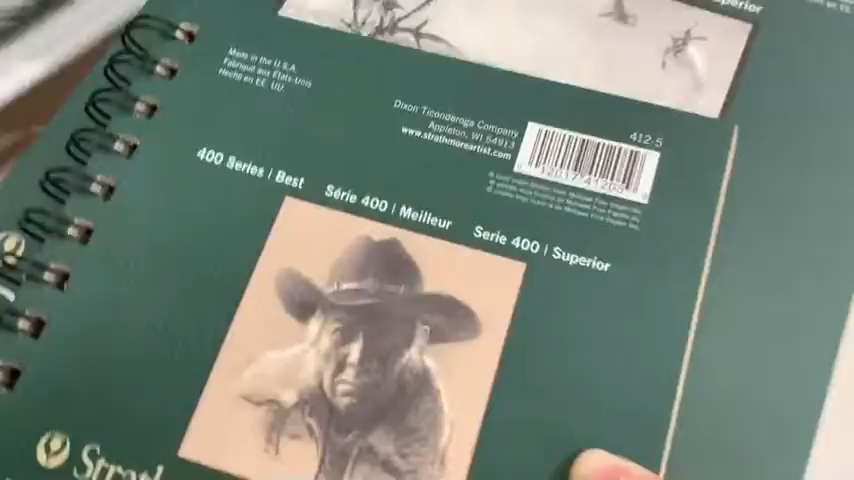 Superior
Made in the U.S.A.
Fabriqué aux États-Unis
Hecho en EE. UU.
Dixon Ticonderoga Company
Appleton, WI 54913
www.strathmoreartist.com
412-5
400 Series | Best
Série 400 | Meilleur
Serie 400 | Superior